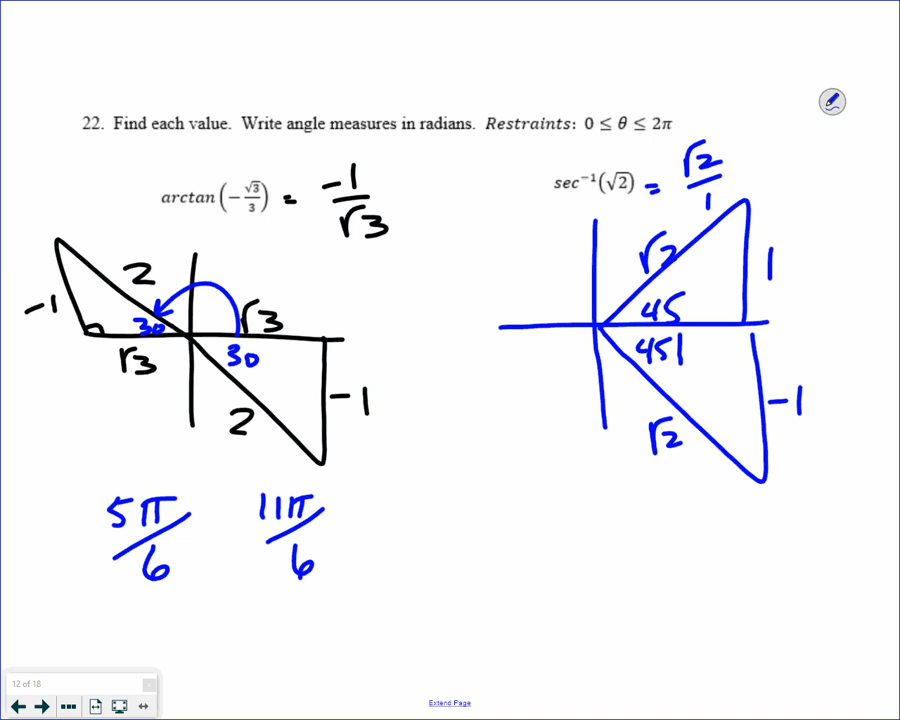 22. Find each value. Write angle measures in radians. Restraints: 0 ≤ θ ≤ 2π
arctan(-√3/3) = -1/√3
sec⁻¹(√2) = √2/1
2
-1
30
√3
√3
30
2
-1
5π/6
11π/6
√2
1
45
451
√2
-1
12 of 18
Extend Page